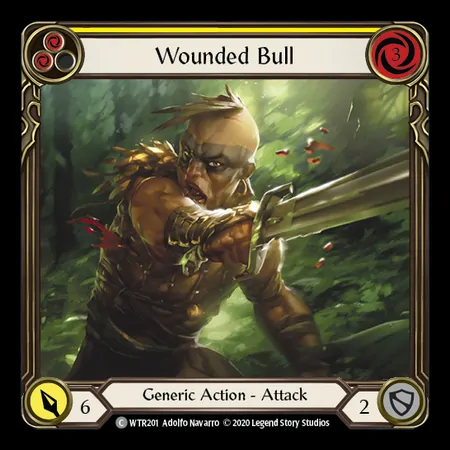 Wounded Bull
3
Generic Action - Attack
6
2
C WTR201 Adolfo Navarro © 2020 Legend Story Studios